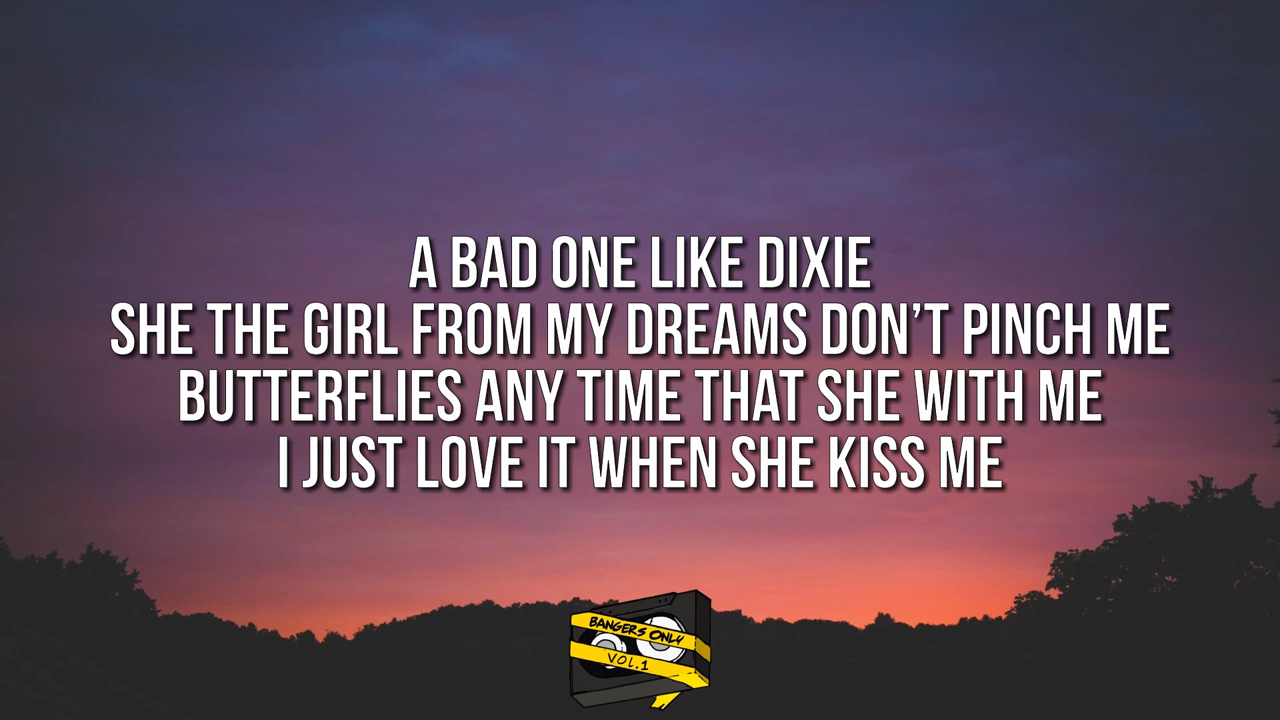 A BAD ONE LIKE DIXIE
SHE THE GIRL FROM MY DREAMS DON’T PINCH ME
BUTTERFLIES ANY TIME THAT SHE WITH ME
I JUST LOVE IT WHEN SHE KISS ME
BANGERS ONLY
VOL.1